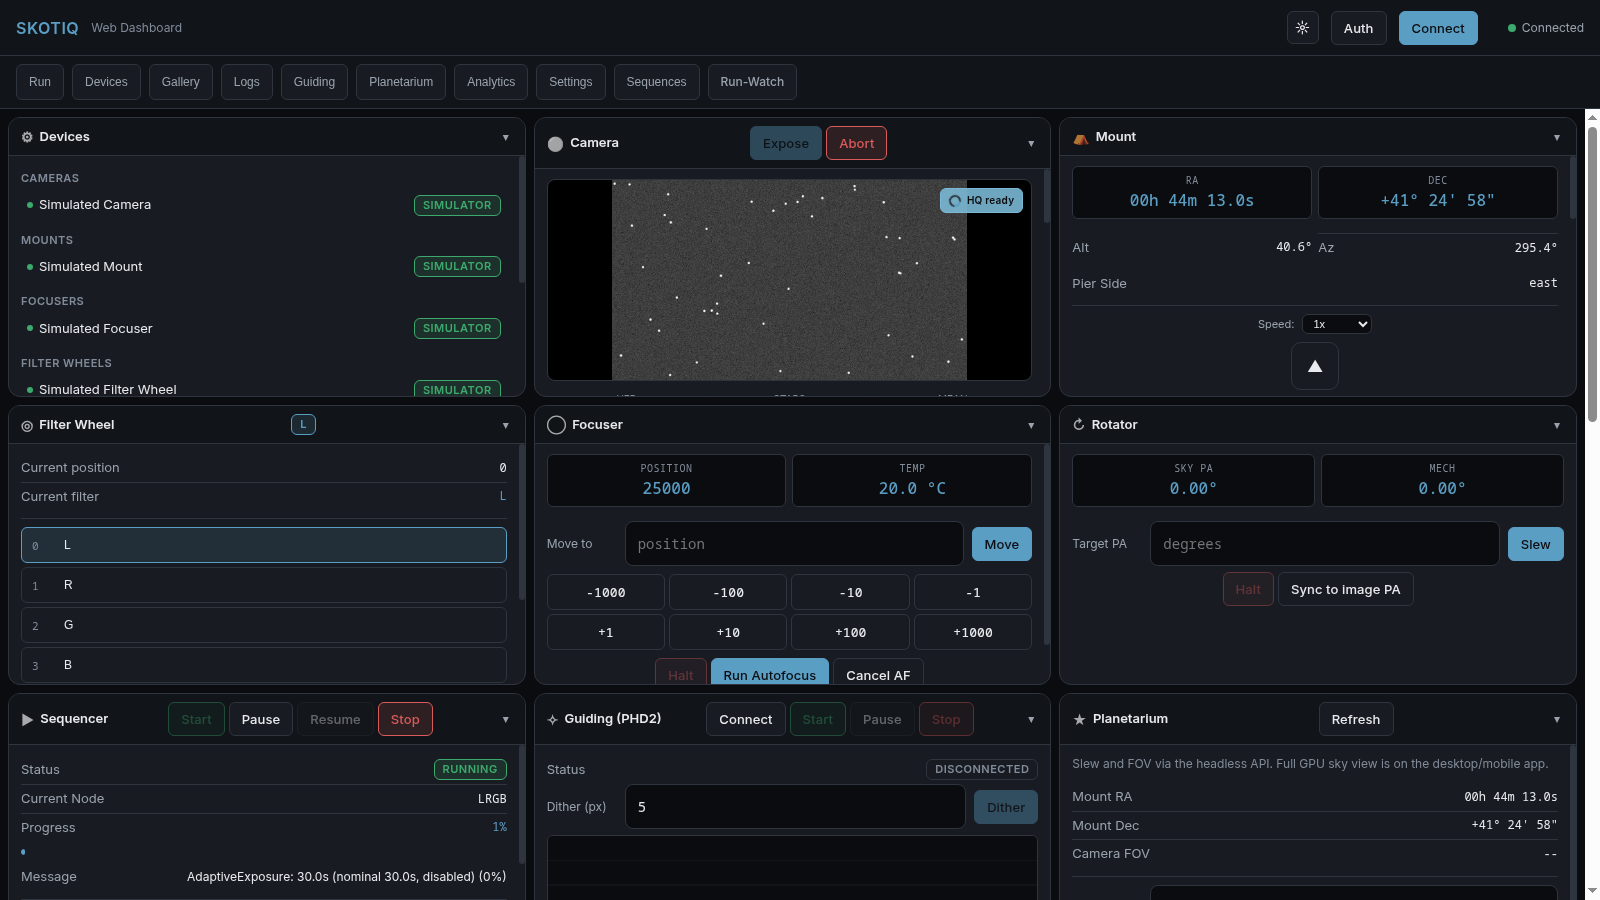 SKOTIQ Web Dashboard Auth Connect Connected
Run Devices Gallery Logs Guiding Planetarium Analytics Settings Sequences Run-Watch
Devices
CAMERAS
Simulated Camera SIMULATOR
MOUNTS
Simulated Mount SIMULATOR
FOCUSERS
Simulated Focuser SIMULATOR
FILTER WHEELS
Simulated Filter Wheel SIMULATOR
Camera Expose Abort
HQ ready
Mount
RA DEC
00h 44m 13.0s +41° 24' 58"
Alt 40.6° Az 295.4°
Pier Side east
Speed: 1x
Filter Wheel L
Current position 0
Current filter L
0 L
1 R
2 G
3 B
Focuser
POSITION TEMP
25000 20.0 °C
Move to position Move
-1000 -100 -10 -1
+1 +10 +100 +1000
Halt Run Autofocus Cancel AF
Rotator
SKY PA MECH
0.00° 0.00°
Target PA degrees Slew
Halt Sync to image PA
Sequencer Start Pause Resume Stop
Status RUNNING
Current Node LRGB
Progress 1%
Message AdaptiveExposure: 30.0s (nominal 30.0s, disabled) (0%)
Guiding (PHD2) Connect Start Pause Stop
Status DISCONNECTED
Dither (px) 5 Dither
Planetarium Refresh
Slew and FOV via the headless API. Full GPU sky view is on the desktop/mobile app.
Mount RA 00h 44m 13.0s
Mount Dec +41° 24' 58"
Camera FOV --